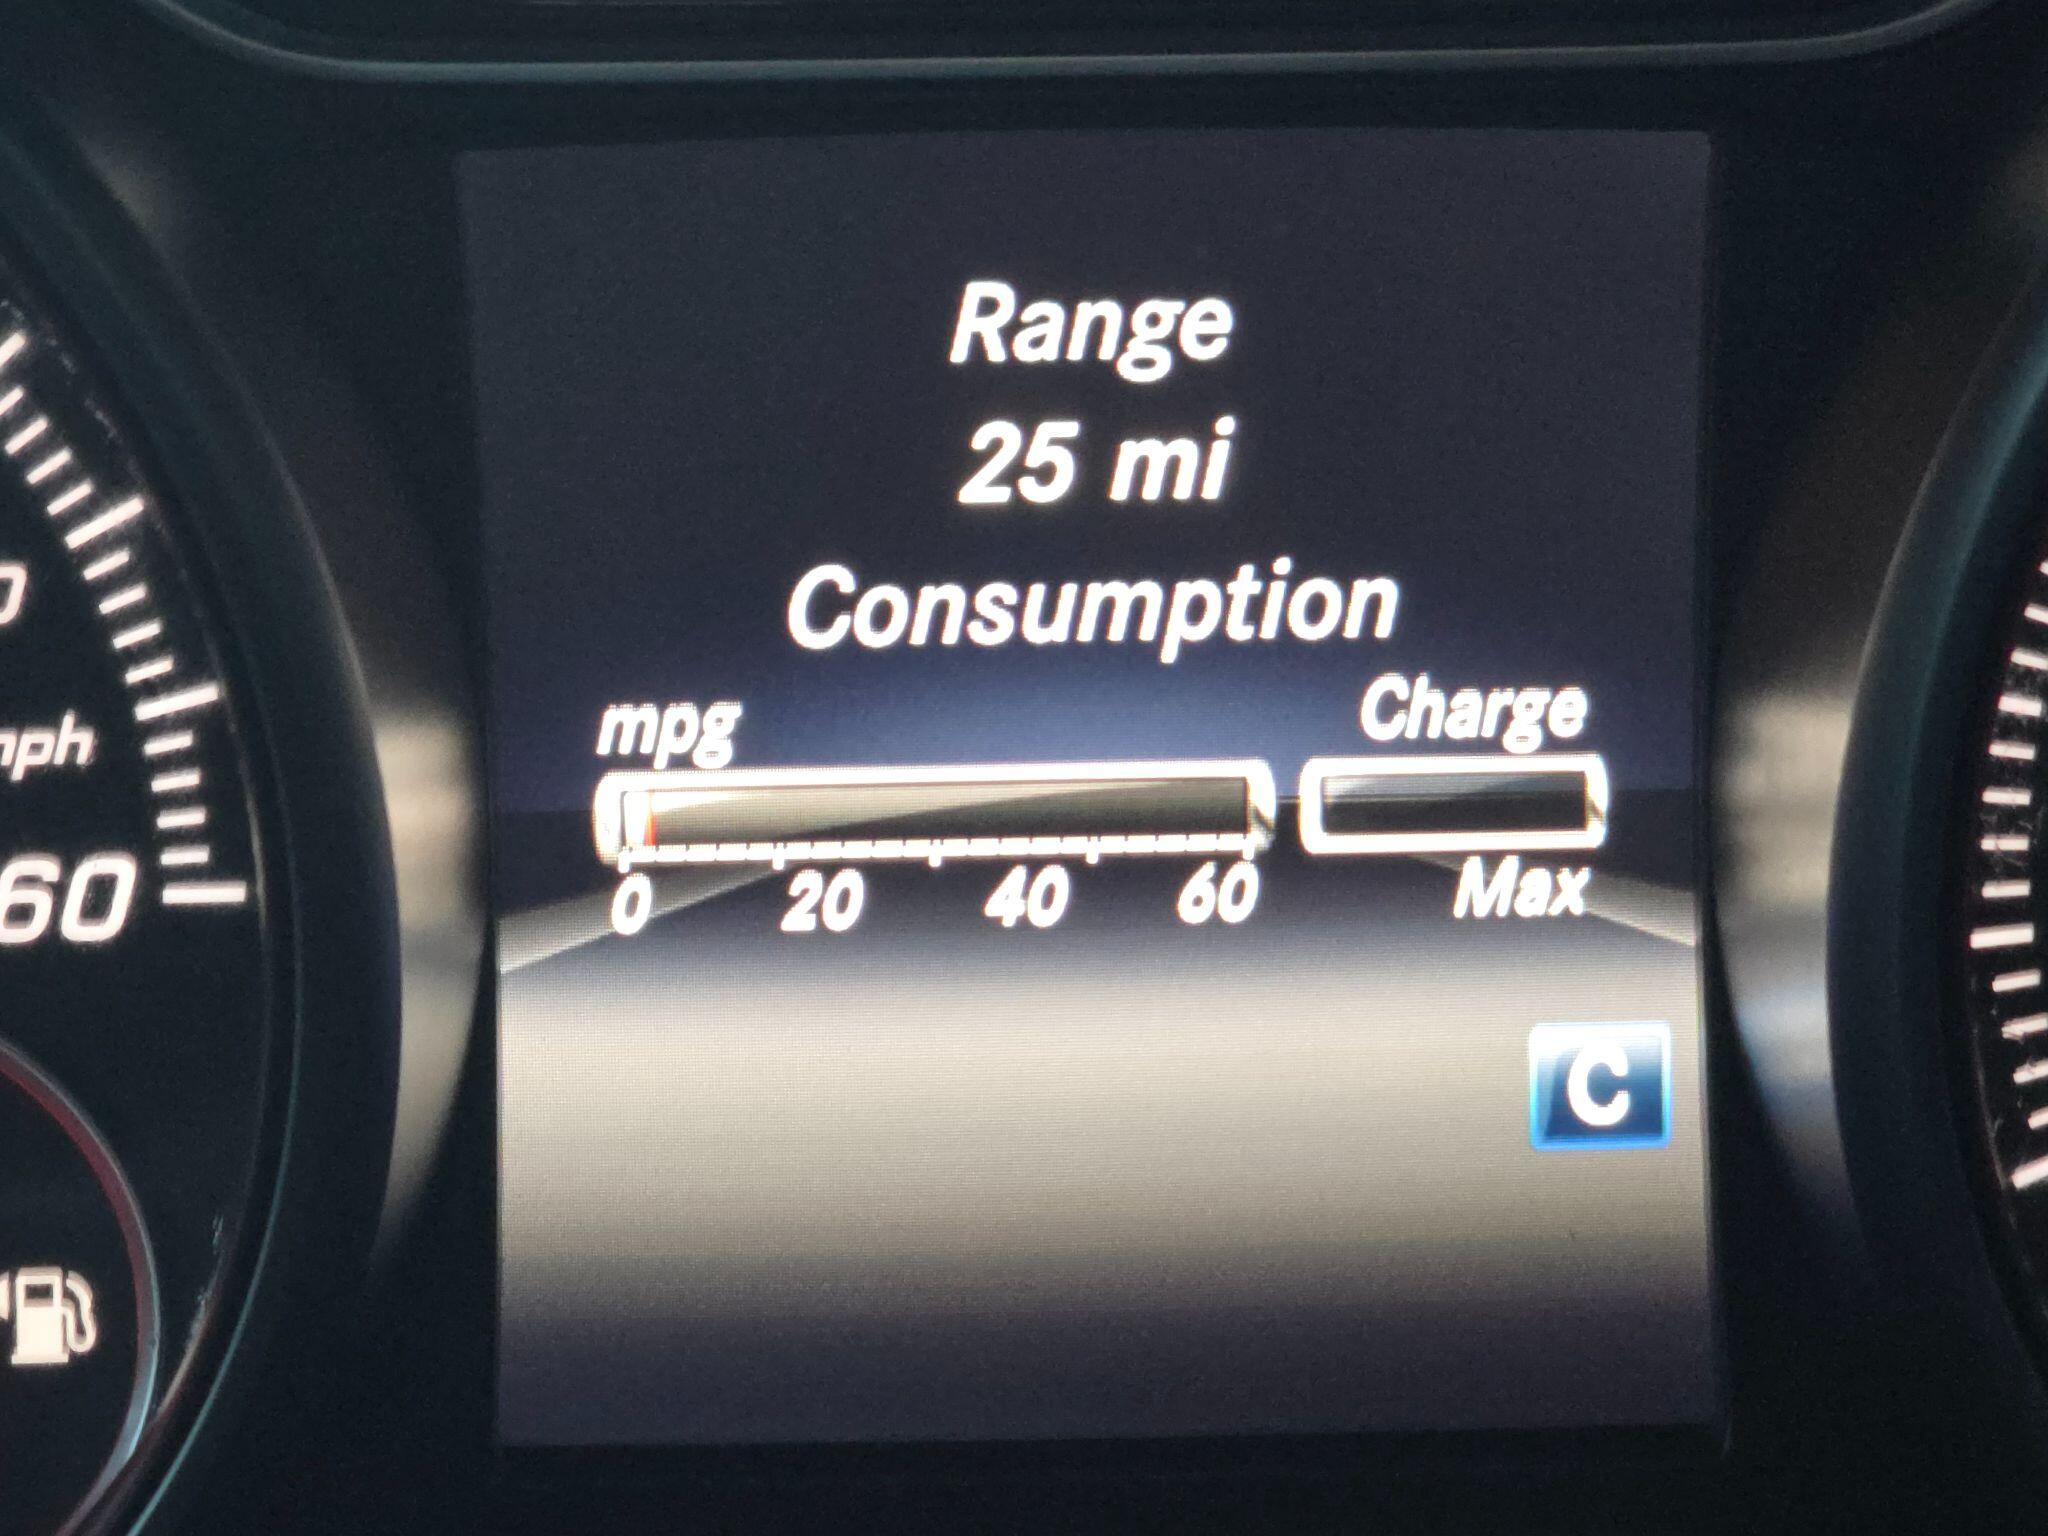 Range
25 mi
Consumption
mpg Charge
0 20 40 60 Max
mph
60
C